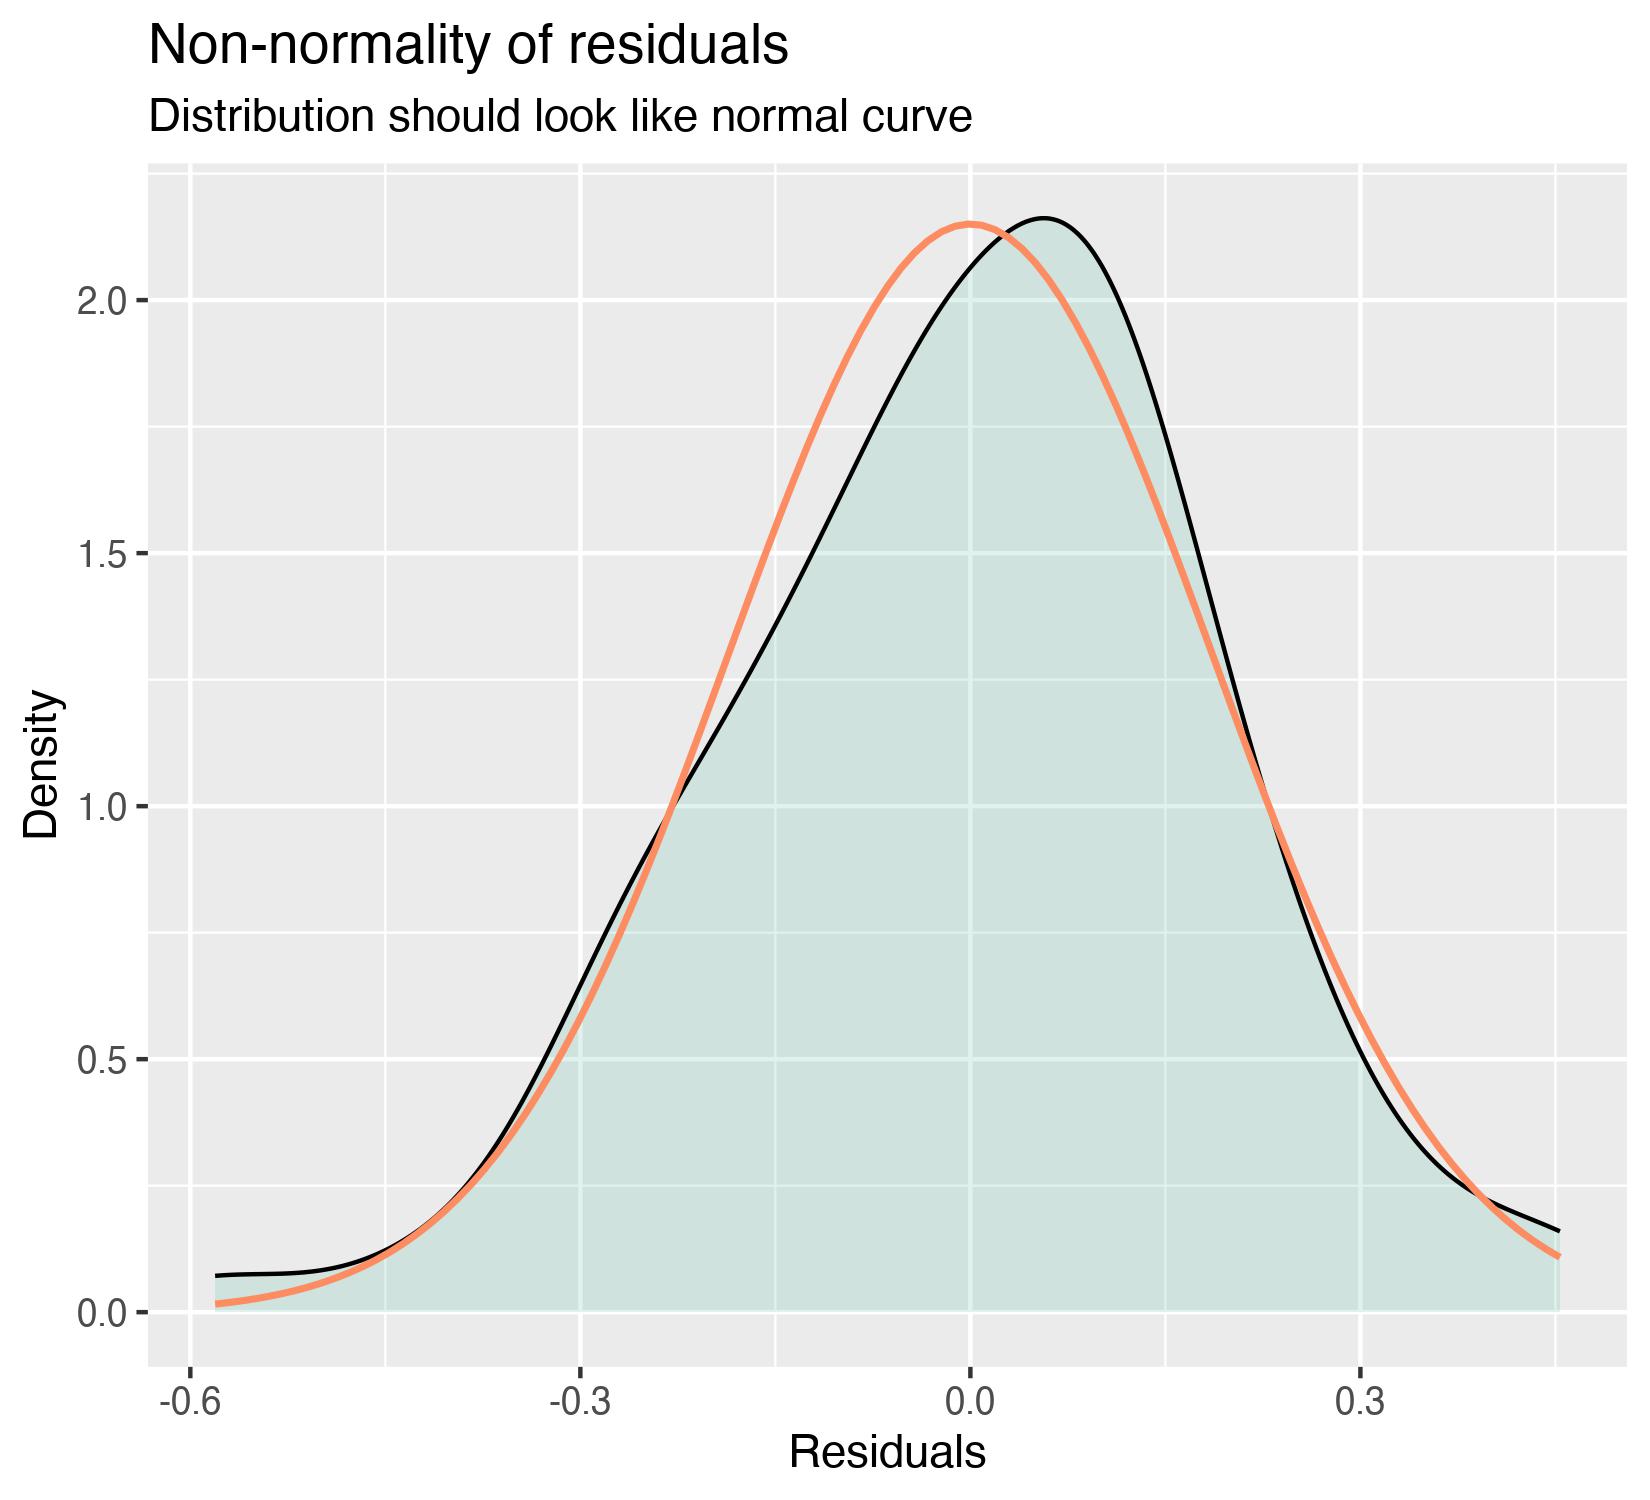 Non-normality of residuals
Distribution should look like normal curve
Density
2.0
1.5
1.0
0.5
0.0
-0.6 -0.3 0.0 0.3
Residuals